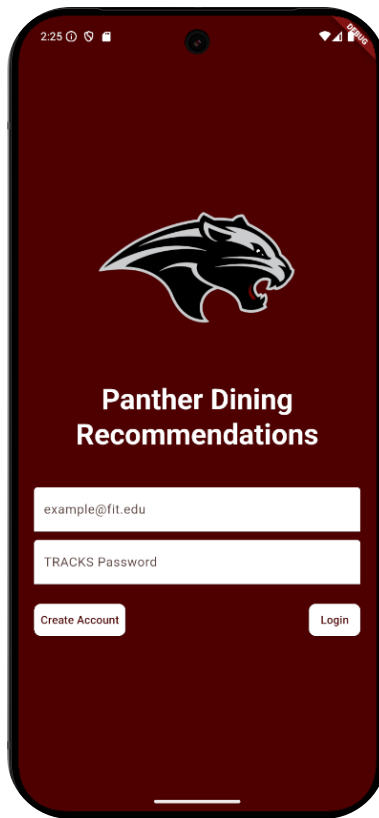 2:25
DEBUG
Panther Dining
Recommendations
example@fit.edu
TRACKS Password
Create Account
Login